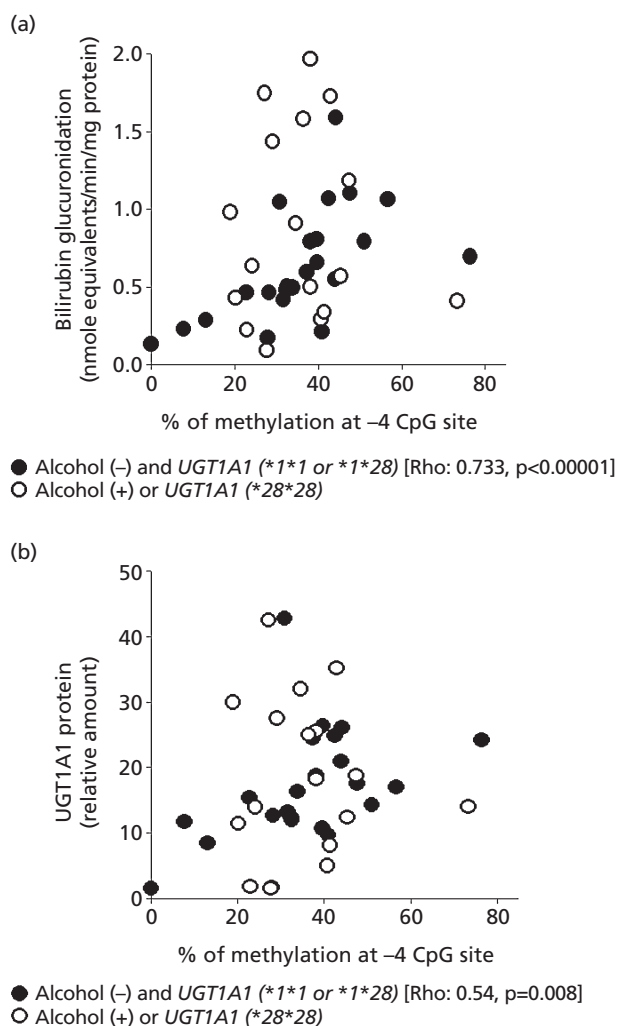 (a)
2.0
1.5
1.0
0.5
0.0
Bilirubin glucuronidation
(nmole equivalents/min/mg protein)
0 20 40 60 80
% of methylation at –4 CpG site
● Alcohol (–) and UGT1A1 (*1*1 or *1*28) [Rho: 0.733, p<0.00001]
○ Alcohol (+) or UGT1A1 (*28*28)
(b)
50
40
30
20
10
0
UGT1A1 protein
(relative amount)
0 20 40 60 80
% of methylation at –4 CpG site
● Alcohol (–) and UGT1A1 (*1*1 or *1*28) [Rho: 0.54, p=0.008]
○ Alcohol (+) or UGT1A1 (*28*28)